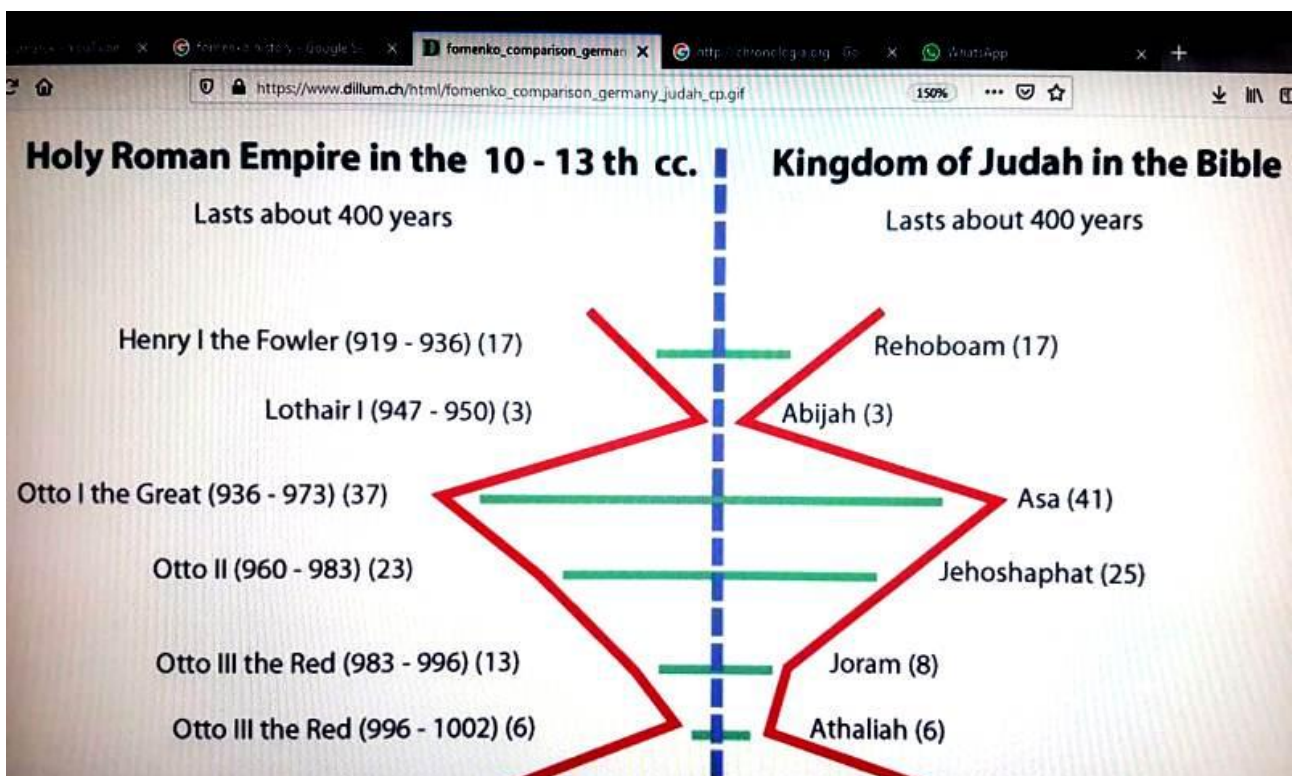 fomenko_comparison_german
WhatsApp
https://www.dillum.ch/html/fomenko_comparison_germany_judah_cp.gif
150%
Holy Roman Empire in the 10 - 13 th cc.
Kingdom of Judah in the Bible
Lasts about 400 years
Lasts about 400 years
Henry I the Fowler (919 - 936) (17)
Rehoboam (17)
Lothair I (947 - 950) (3)
Abijah (3)
Otto I the Great (936 - 973) (37)
Asa (41)
Otto II (960 - 983) (23)
Jehoshaphat (25)
Otto III the Red (983 - 996) (13)
Joram (8)
Otto III the Red (996 - 1002) (6)
Athaliah (6)